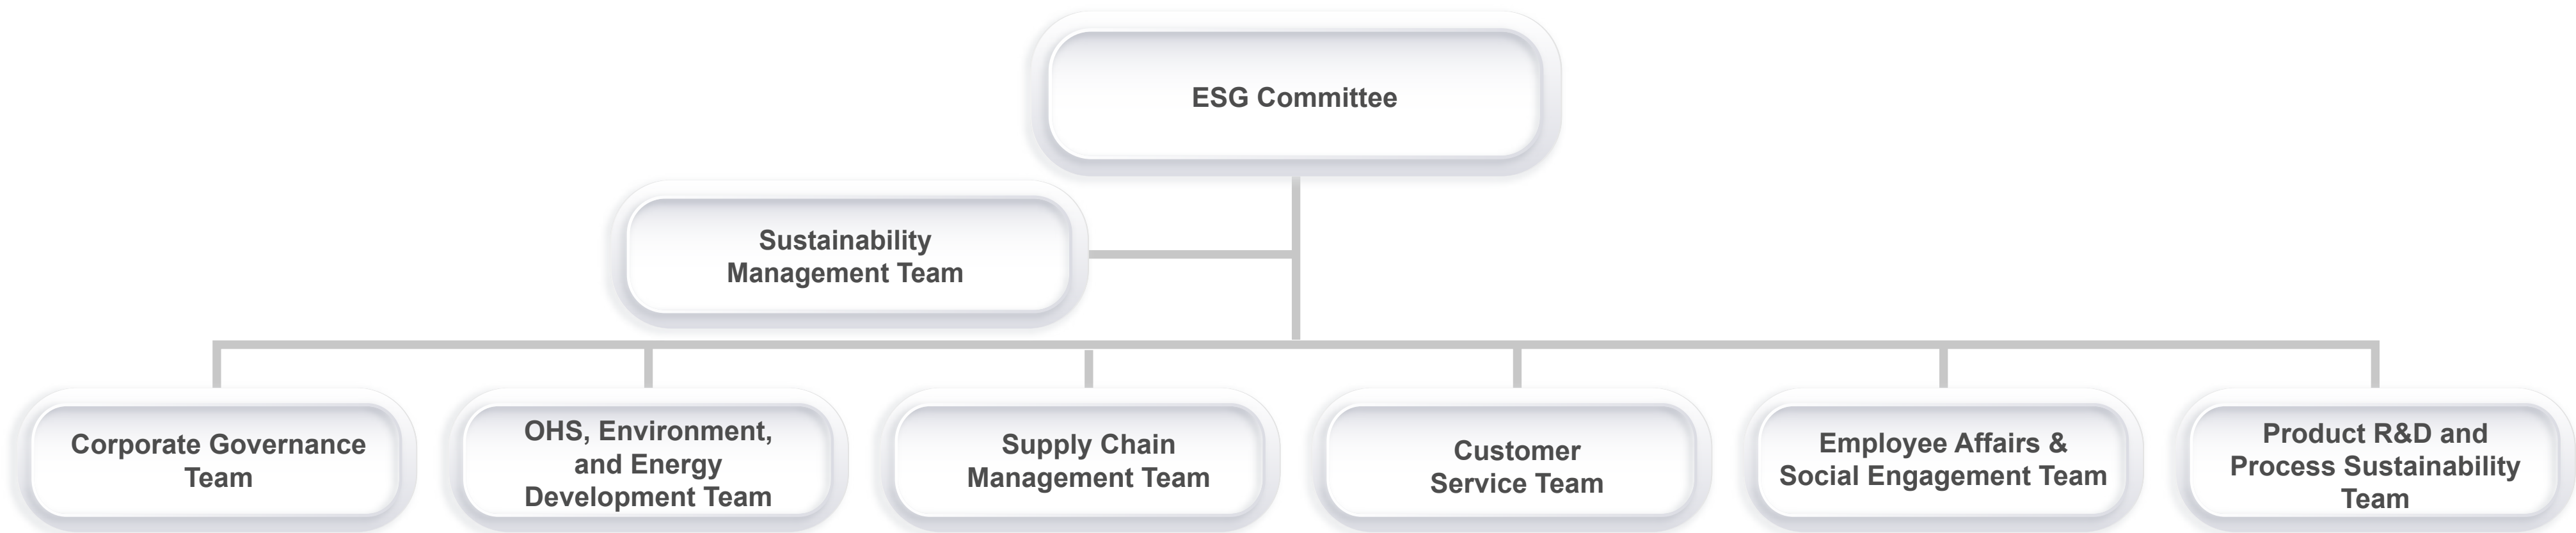 ESG Committee
Sustainability
Management Team
Corporate Governance
Team
OHS, Environment,
and Energy
Development Team
Supply Chain
Management Team
Customer
Service Team
Employee Affairs &
Social Engagement Team
Product R&D and
Process Sustainability
Team